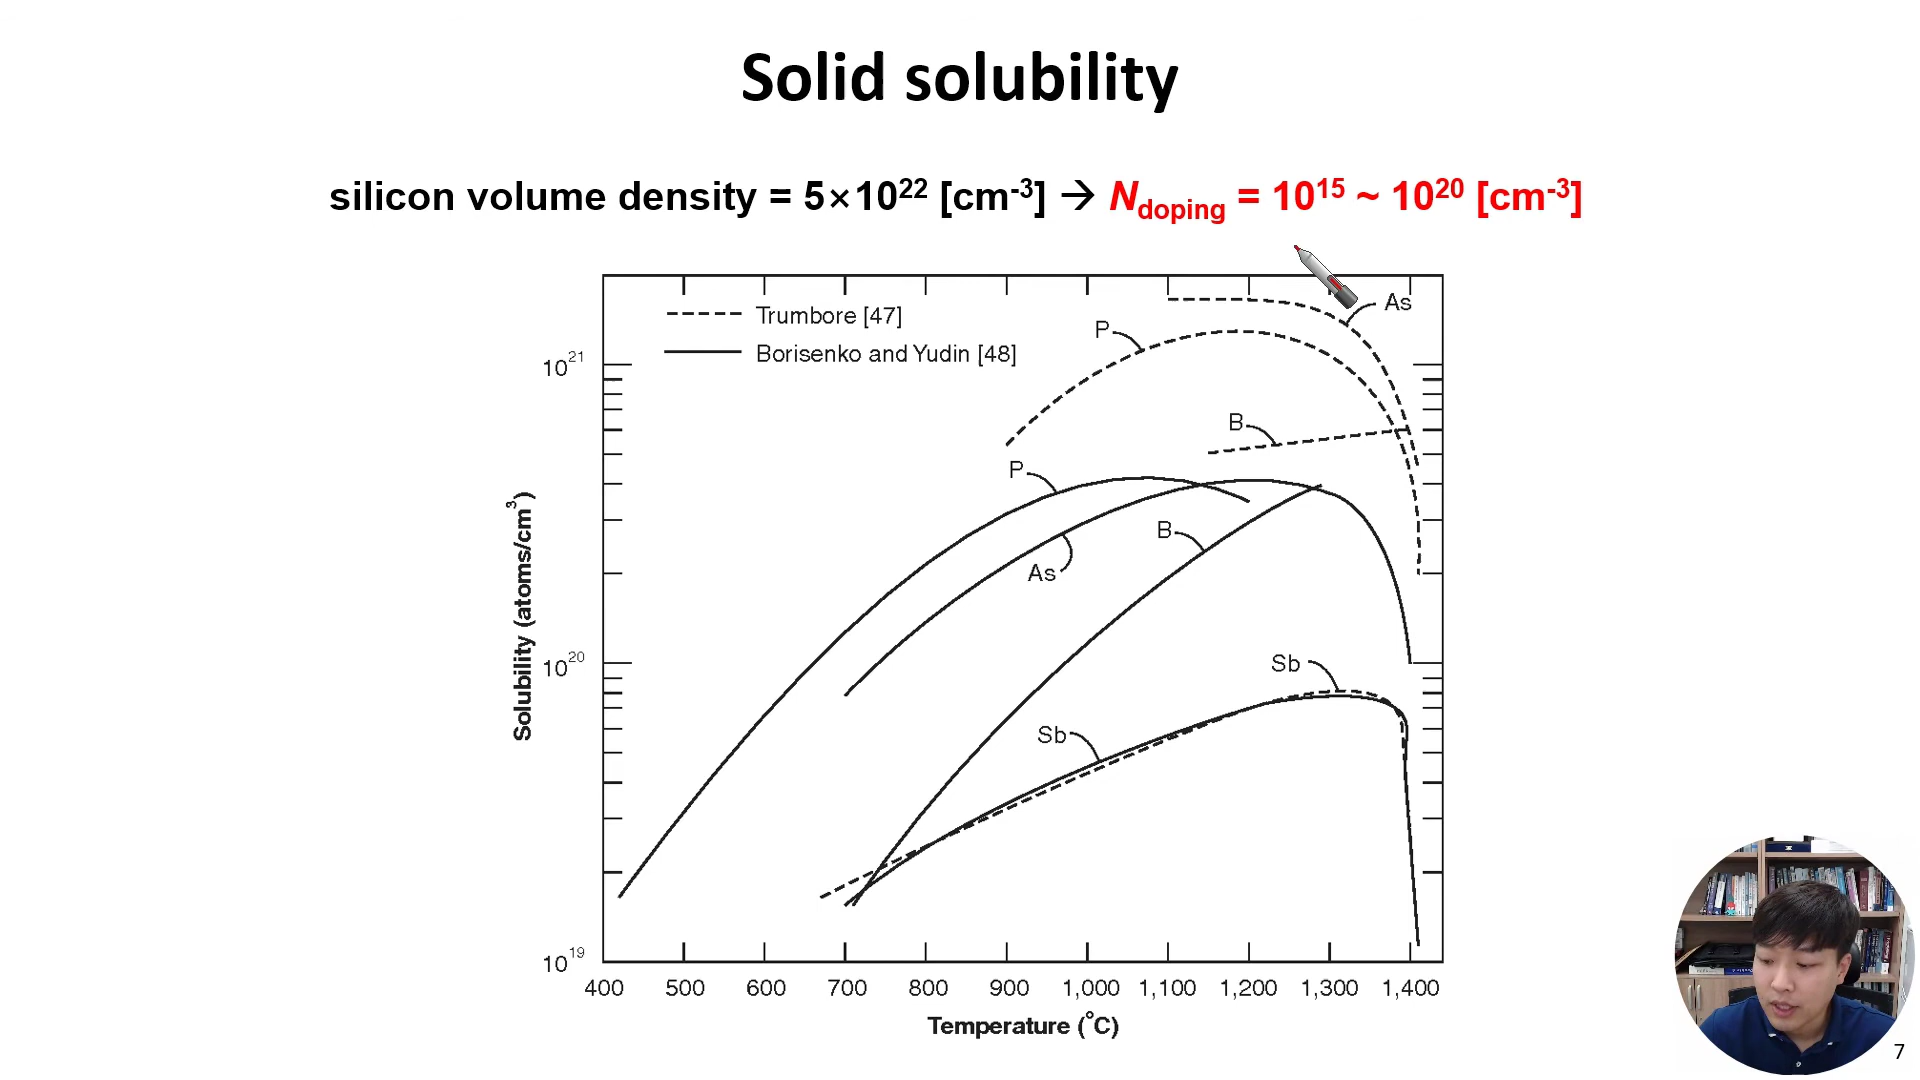 Solid solubility
silicon volume density = 5×10²² [cm⁻³] → N_doping = 10¹⁵ ~ 10²⁰ [cm⁻³]
Trumbore [47]
Borisenko and Yudin [48]
As
P
B
P
B
As
Sb
Sb
Solubility (atoms/cm³)
10²¹
10²⁰
10¹⁹
400 500 600 700 800 900 1,000 1,100 1,200 1,300 1,400
Temperature (°C)
7